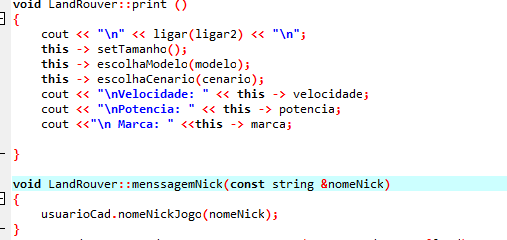 void LandRouver::print ()
{
cout << "\n" << ligar(ligar2) << "\n";
this -> setTamanho();
this -> escolhaModelo(modelo);
this -> escolhaCenario(cenario);
cout << "\nVelocidade: " << this -> velocidade;
cout << "\nPotencia: " << this -> potencia;
cout <<"\n Marca: " <<this -> marca;
}
void LandRouver::menssagemNick(const string &nomeNick)
{
usuarioCad.nomeNickJogo(nomeNick);
}